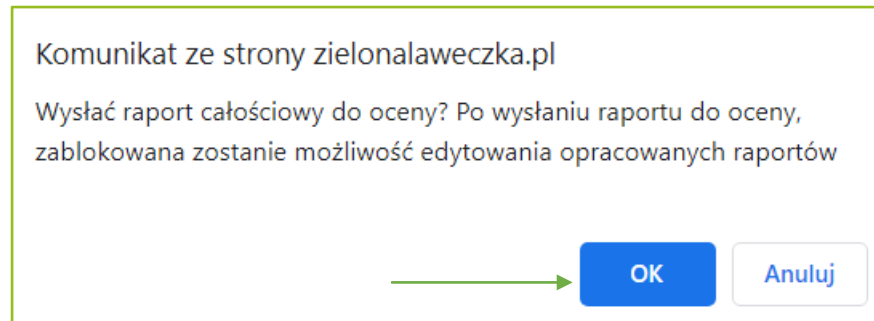 Komunikat ze strony zielonalaweczka.pl
Wysłać raport całościowy do oceny? Po wysłaniu raportu do oceny,
zablokowana zostanie możliwość edytowania opracowanych raportów
OK
Anuluj